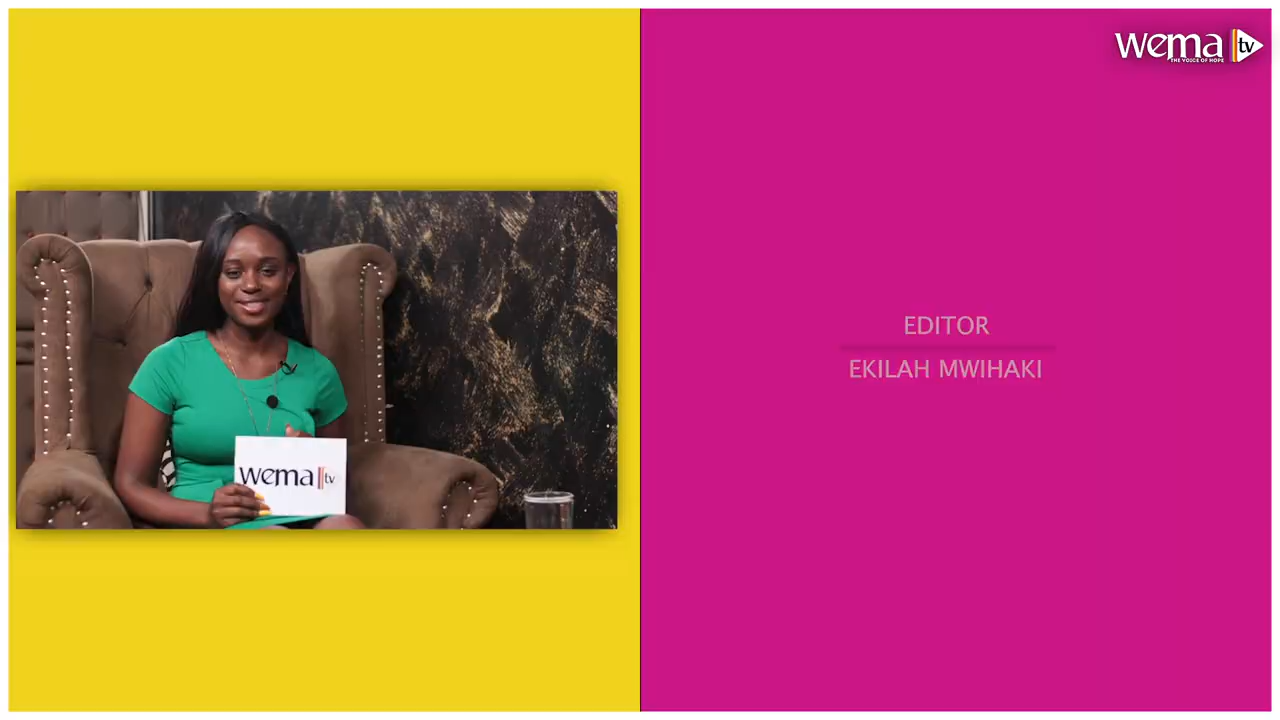 wema tv
THE VOICE OF HOPE
EDITOR
EKILAH MWIHAKI
wema tv